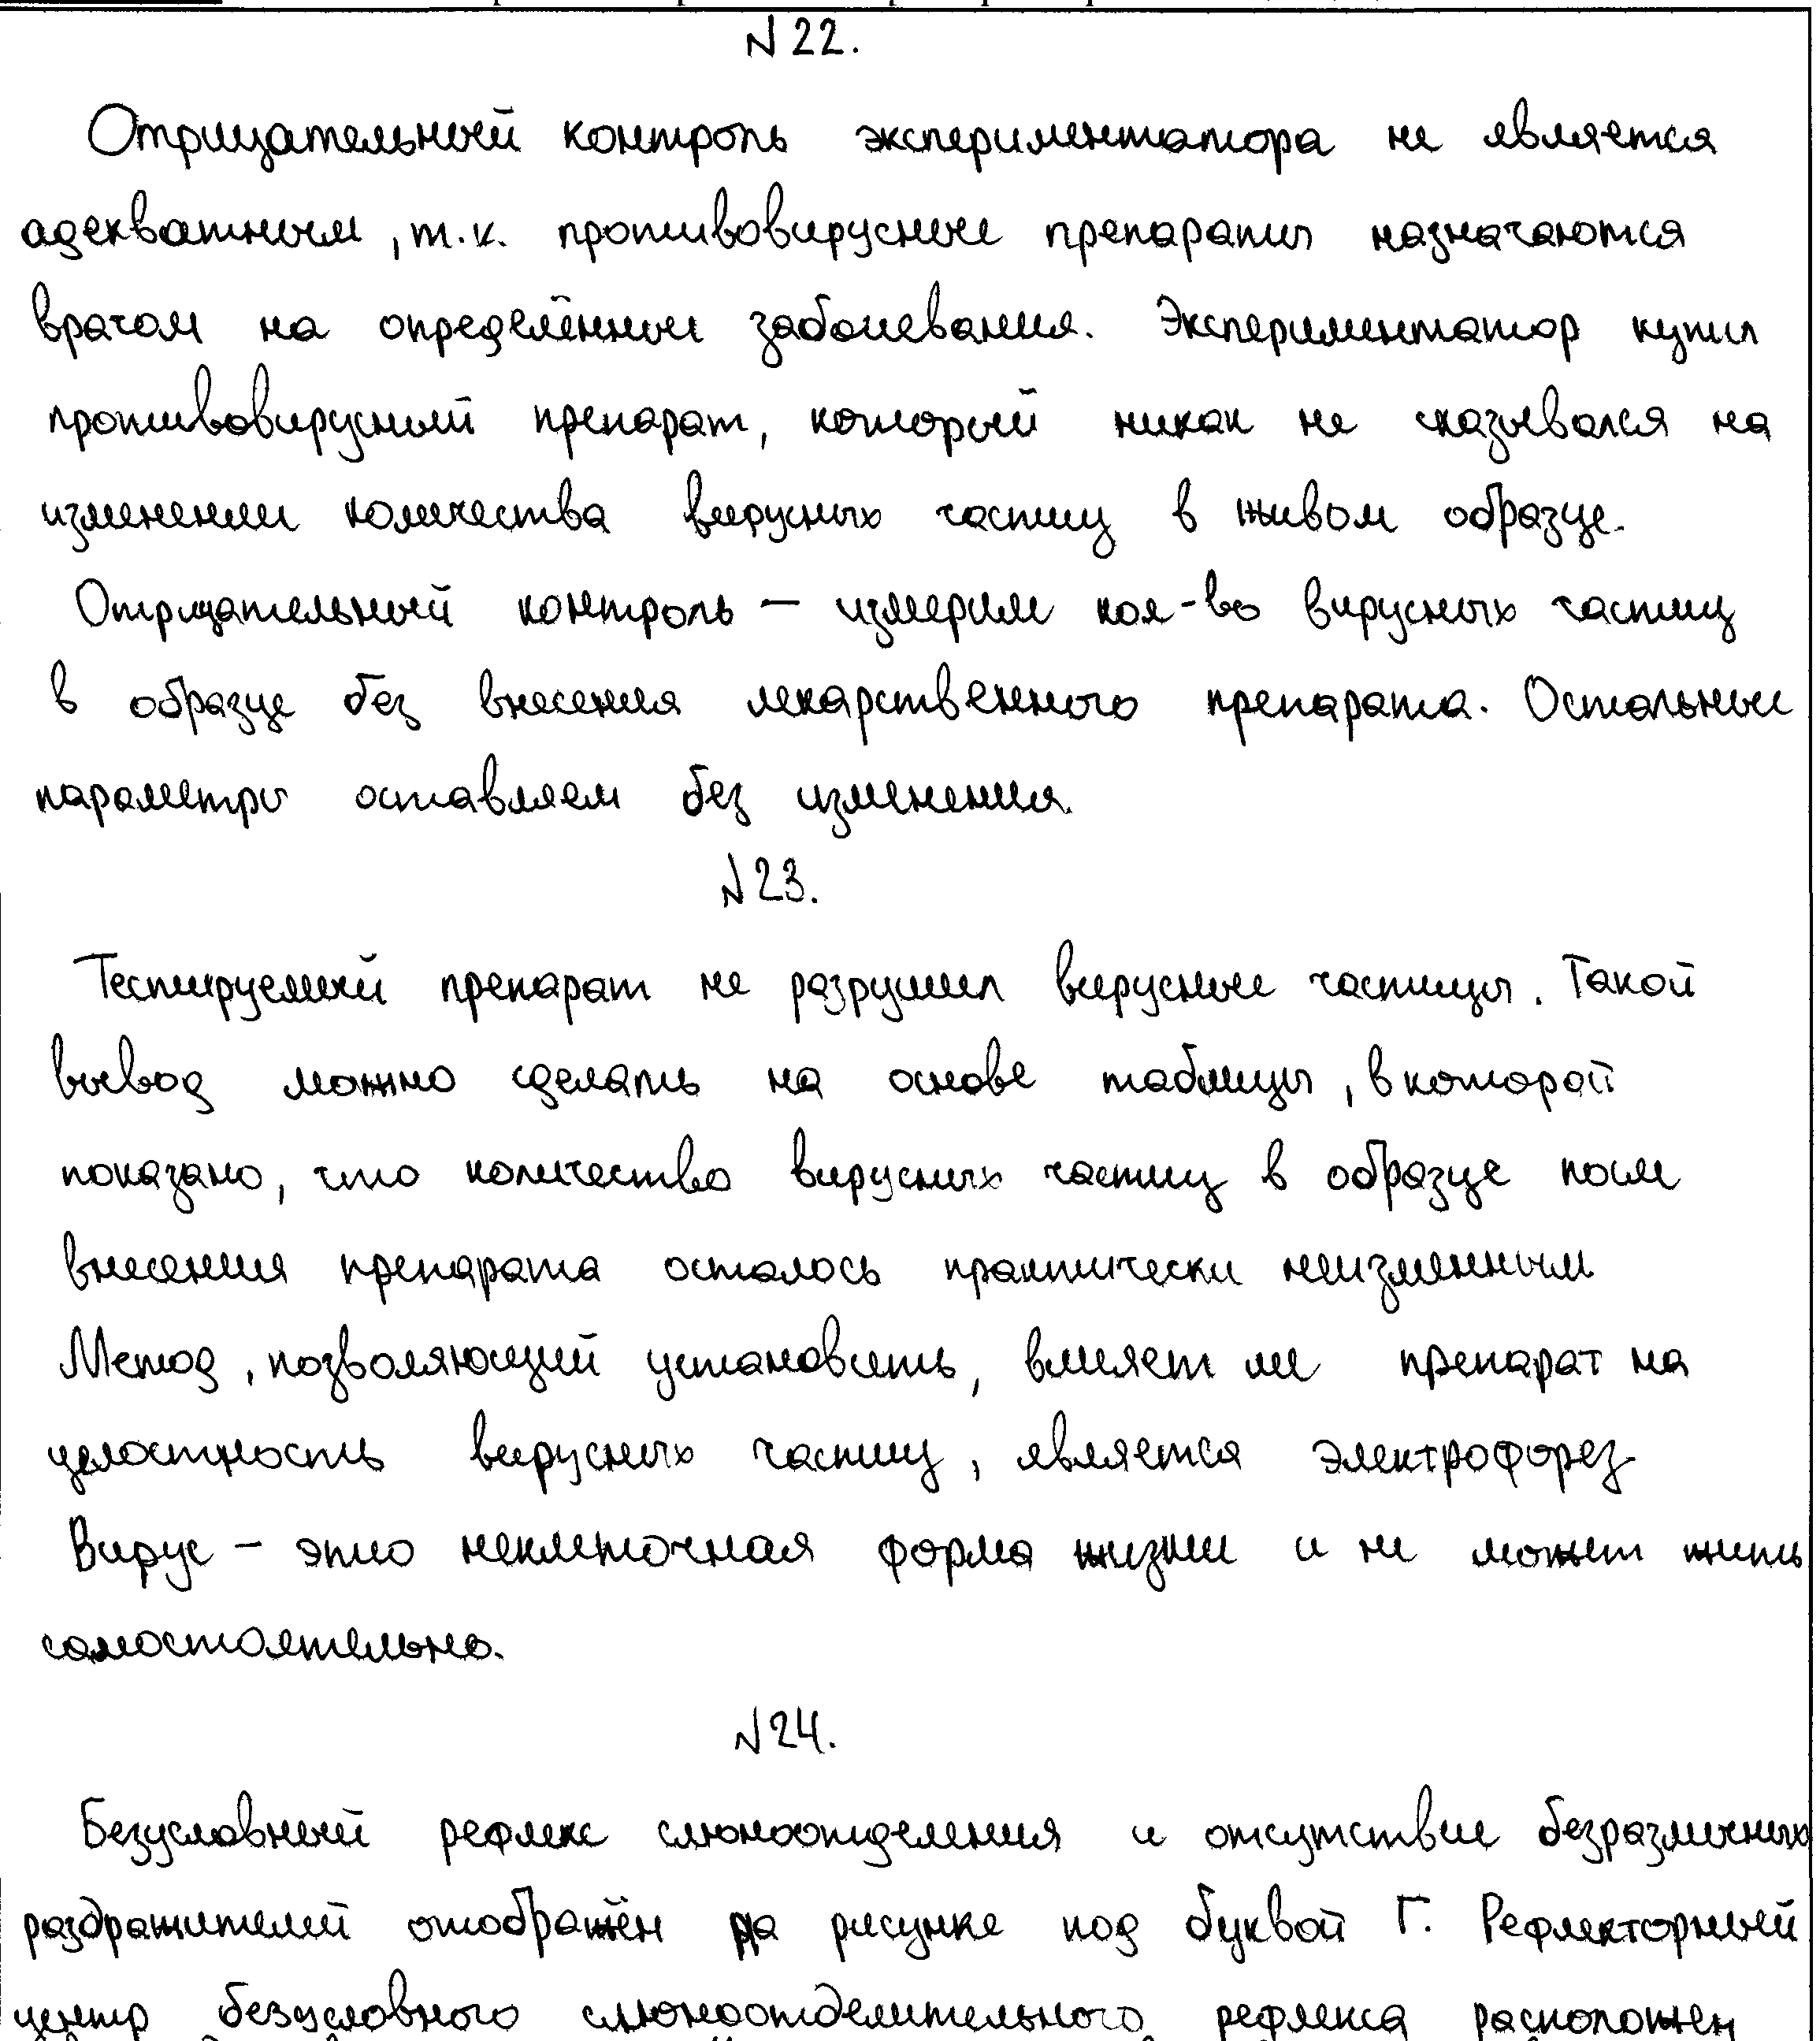 N 22.
Отрицательный контроль экспериментатора не является
адекватным, т.к. противовирусные препараты назначаются
врачом на определённые заболевания. Экспериментатор купил
противовирусный препарат, который никак не сказывался на
изменении количества вирусных частиц в живом образце.
Отрицательный контроль — измерим кол-во вирусных частиц
в образце без внесения лекарственного препарата. Остальные
параметры оставляем без изменения.
N 23.
Тестируемый препарат не разрушил вирусные частицы. Такой
вывод можно сделать на основе таблицы, в которой
показано, что количество вирусных частиц в образце после
внесения препарата осталось практически неизменным
Метод, позволяющий установить, влияет ли препарат на
целостность вирусных частиц, является электрофорез.
Вирус – это неклеточная форма жизни и не может жить
самостоятельно.
N 24.
Безусловный рефлекс слюноотделения и отсутствие безразличных
раздражителей отображён на рисунке под буквой Г. Рефлекторный
центр безусловного слюноотделительного рефлекса расположен